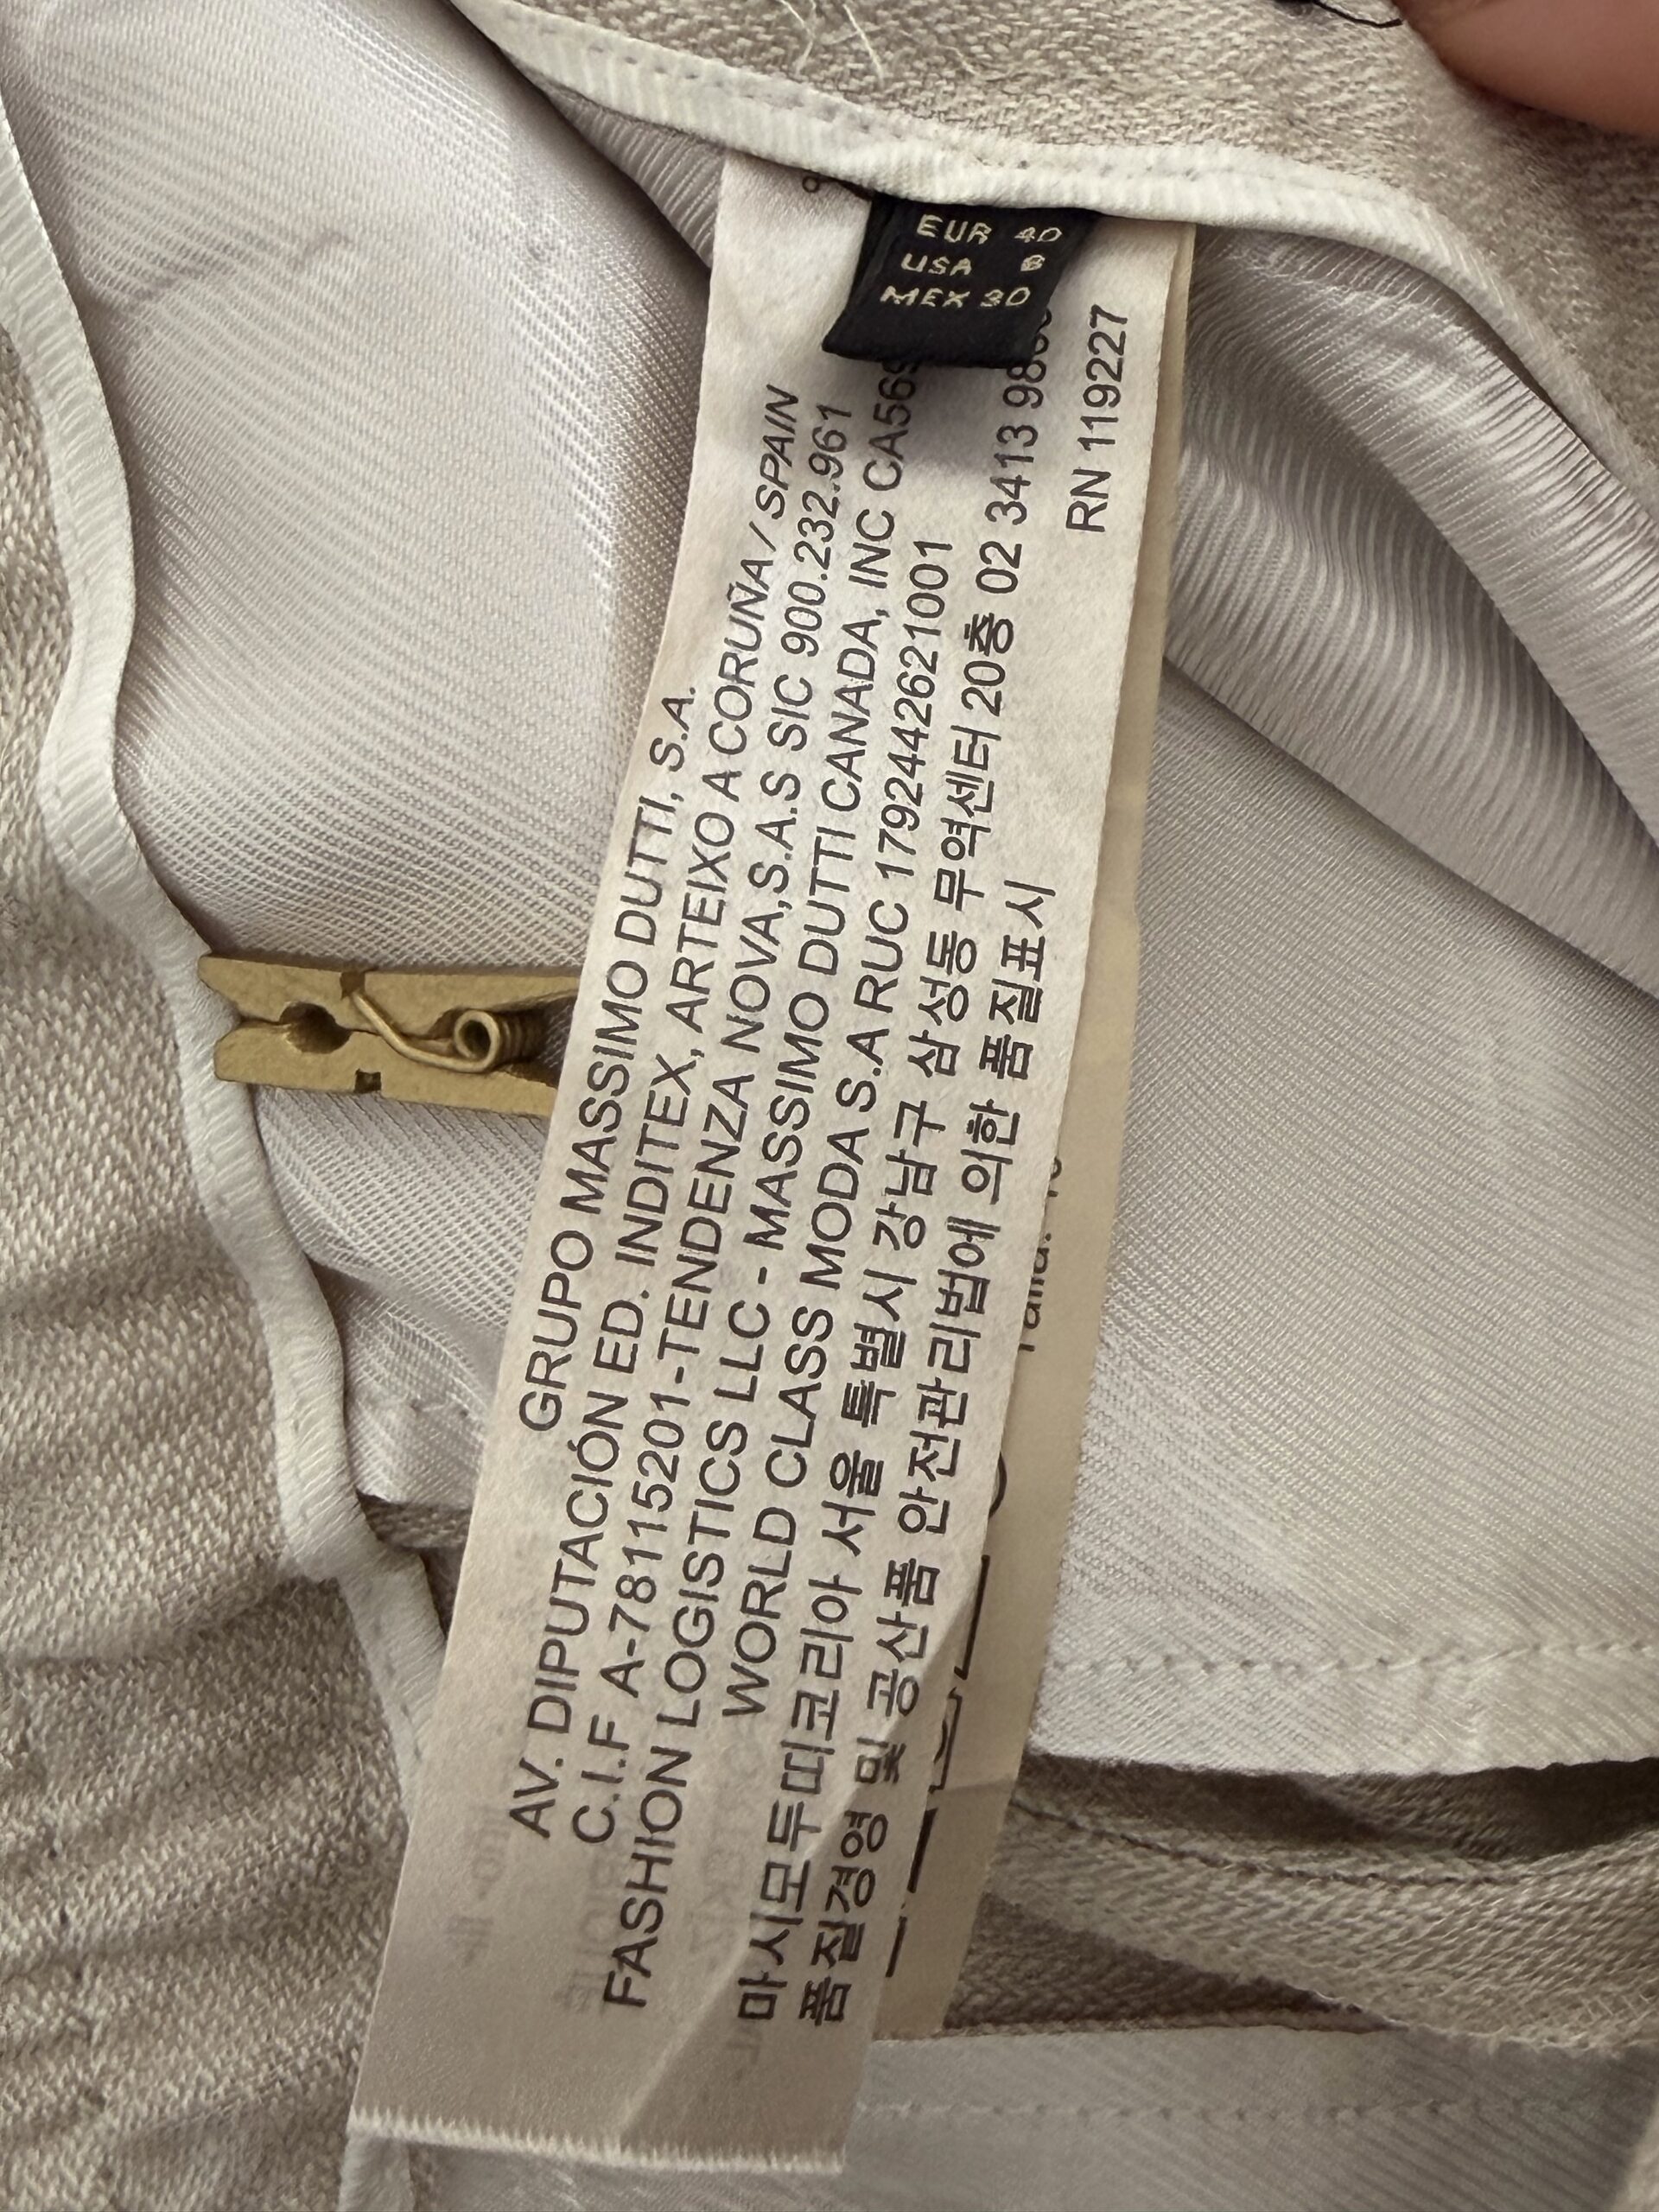 EUR 40
USA 8
MEX 30
GRUPO MASSIMO DUTTI, S.A.
AV. DIPUTACIÓN ED. INDITEX, ARTEIXO A CORUÑA / SPAIN
C.I.F A-78115201-TENDENZA NOVA,S.A.S SIC 900.232.961
FASHION LOGISTICS LLC - MASSIMO DUTTI CANADA, INC
WORLD CLASS MODA S.A RUC 1792442621001
마시모두띠코리아 서울 특별시 강남구 삼성동 무역센터 20층 02 3413
품질경영 및 공산품 안전관리법에 의한 품질표시
RN 119227